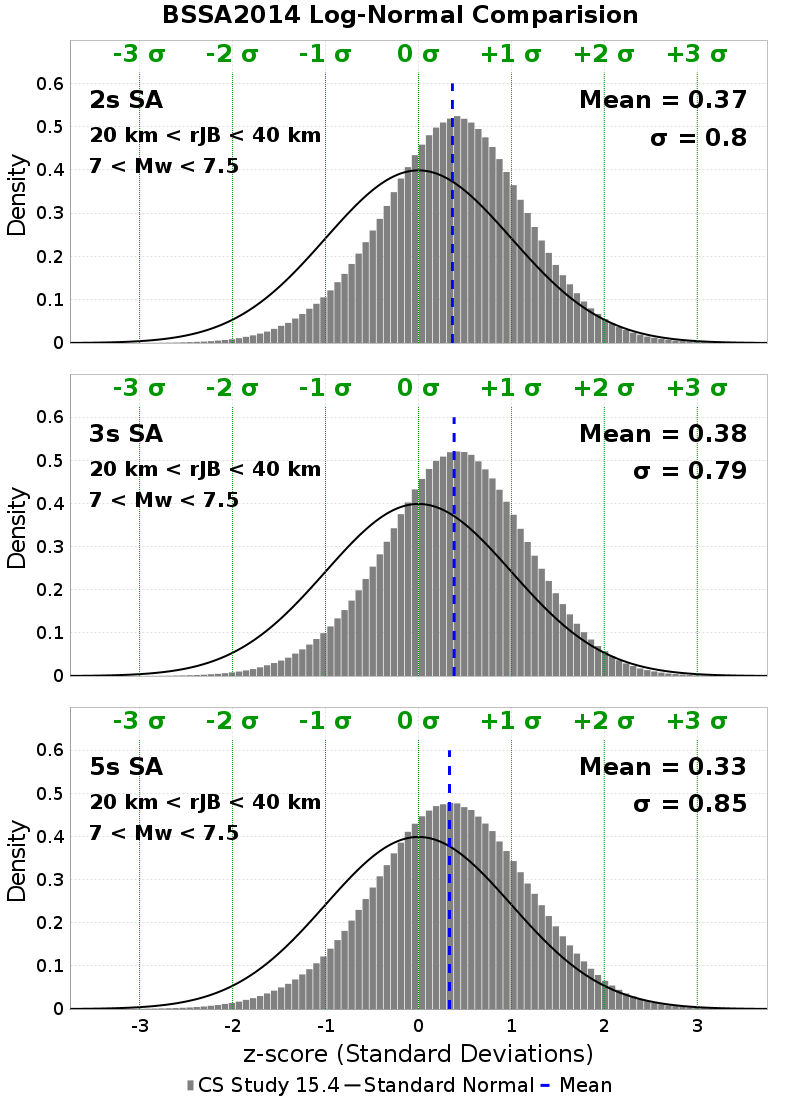 BSSA2014 Log-Normal Comparision
-3 σ -2 σ -1 σ 0 σ +1 σ +2 σ +3 σ
2s SA
20 km < rJB < 40 km
7 < Mw < 7.5
Mean = 0.37
σ = 0.8
Density
0.6
0.5
0.4
0.3
0.2
0.1
0
-3 σ -2 σ -1 σ 0 σ +1 σ +2 σ +3 σ
3s SA
20 km < rJB < 40 km
7 < Mw < 7.5
Mean = 0.38
σ = 0.79
Density
0.6
0.5
0.4
0.3
0.2
0.1
0
-3 σ -2 σ -1 σ 0 σ +1 σ +2 σ +3 σ
5s SA
20 km < rJB < 40 km
7 < Mw < 7.5
Mean = 0.33
σ = 0.85
Density
0.6
0.5
0.4
0.3
0.2
0.1
0
-3 -2 -1 0 1 2 3
z-score (Standard Deviations)
CS Study 15.4 Standard Normal Mean